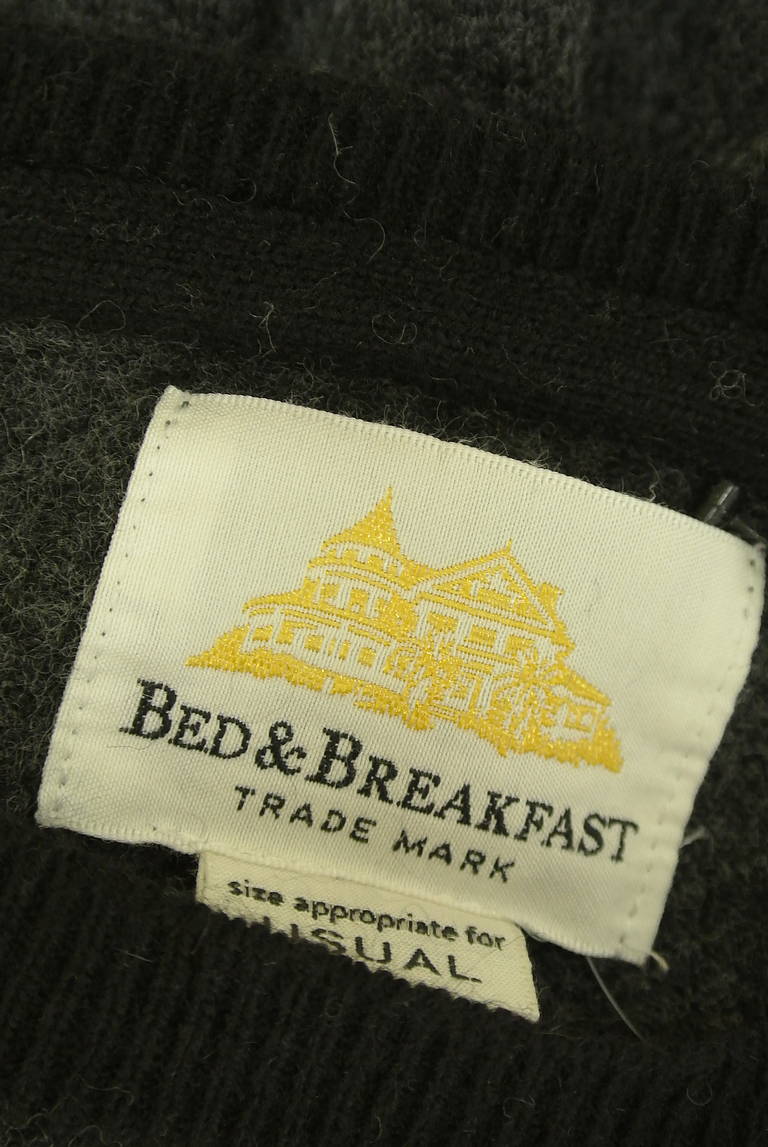 BED & BREAKFAST
TRADE MARK
size appropriate for
USUAL